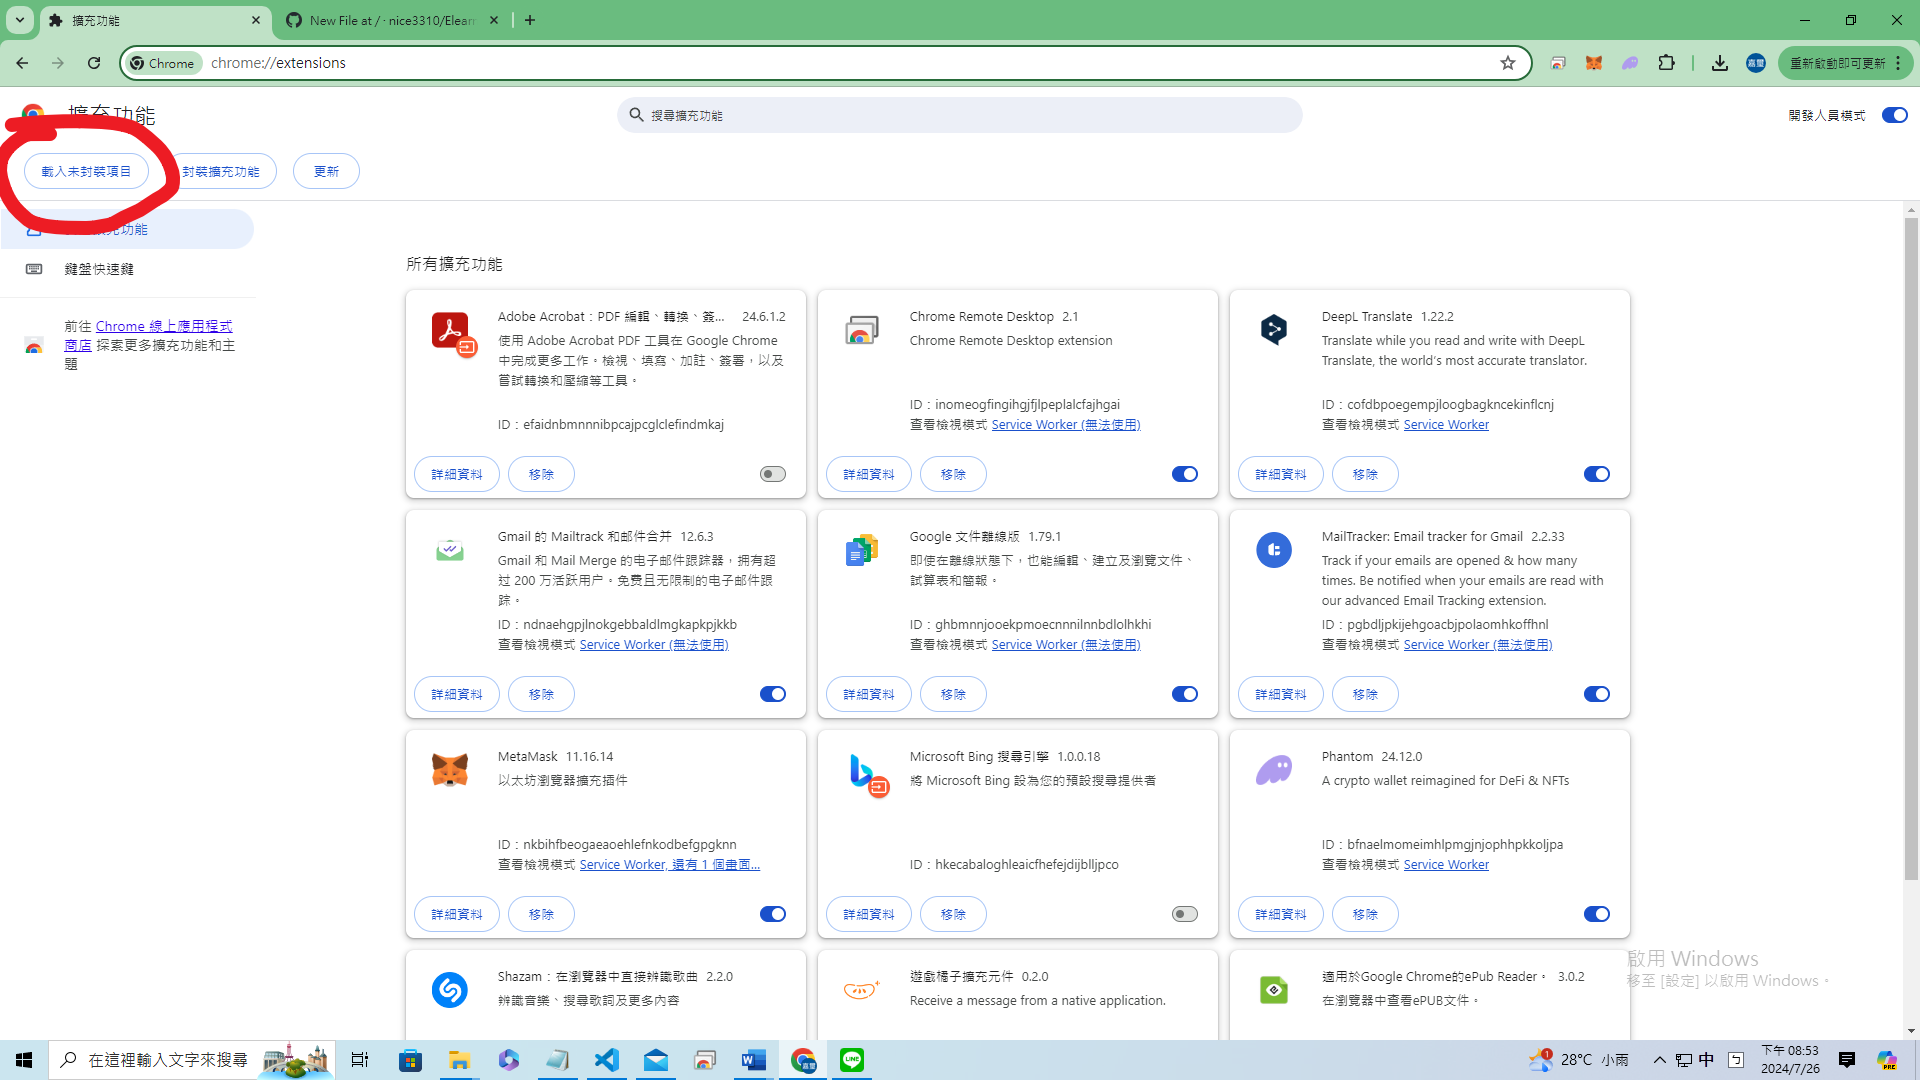 擴充功能
New File at / · nice3310/Elearn
Chrome
chrome://extensions
嘉閔
重新啟動即可更新
擴充功能
搜尋擴充功能
開發人員模式
載入未封裝項目
封裝擴充功能
更新
擴充功能
鍵盤快速鍵
前往 Chrome 線上應用程式
商店 探索更多擴充功能和主
題
所有擴充功能
Adobe Acrobat：PDF 編輯、轉換、簽... 24.6.1.2
使用 Adobe Acrobat PDF 工具在 Google Chrome
中完成更多工作。檢視、填寫、加註、簽署，以及
嘗試轉換和壓縮等工具。
ID：efaidnbmnnnibpcajpcglclefindmkaj
詳細資料
移除
Chrome Remote Desktop 2.1
Chrome Remote Desktop extension
ID：inomeogfingihgjfjlpeplalcfajhgai
查看檢視模式 Service Worker (無法使用)
詳細資料
移除
DeepL Translate 1.22.2
Translate while you read and write with DeepL
Translate, the world's most accurate translator.
ID：cofdbpoegempjloogbagkncekinflcnj
查看檢視模式 Service Worker
詳細資料
移除
Gmail 的 Mailtrack 和邮件合并 12.6.3
Gmail 和 Mail Merge 的电子邮件跟踪器，拥有超
过 200 万活跃用户。免费且无限制的电子邮件跟
踪。
ID：ndnaehgpjlnokgebbaldlmgkapkpjkkb
查看檢視模式 Service Worker (無法使用)
詳細資料
移除
Google 文件離線版 1.79.1
即使在離線狀態下，也能編輯、建立及瀏覽文件、
試算表和簡報。
ID：ghbmnnjooekpmoecnnnilnnbdlolhkhi
查看檢視模式 Service Worker (無法使用)
詳細資料
移除
MailTracker: Email tracker for Gmail 2.2.33
Track if your emails are opened & how many
times. Be notified when your emails are read with
our advanced Email Tracking extension.
ID：pgbdljpkijehgoacbjpolaomhkoffhnl
查看檢視模式 Service Worker (無法使用)
詳細資料
移除
MetaMask 11.16.14
以太坊瀏覽器擴充插件
ID：nkbihfbeogaeaoehlefnkodbefgpgknn
查看檢視模式 Service Worker, 還有 1 個畫面...
詳細資料
移除
Microsoft Bing 搜尋引擎 1.0.0.18
將 Microsoft Bing 設為您的預設搜尋提供者
ID：hkecabaloghleaicfhefejdijblljpco
詳細資料
移除
Phantom 24.12.0
A crypto wallet reimagined for DeFi & NFTs
ID：bfnaelmomeimhlpmgjnjophhpkkoljpa
查看檢視模式 Service Worker
詳細資料
移除
Shazam：在瀏覽器中直接辨識歌曲 2.2.0
辨識音樂、搜尋歌詞及更多內容
遊戲橘子擴充元件 0.2.0
Receive a message from a native application.
適用於Google Chrome的ePub Reader。 3.0.2
在瀏覽器中查看ePUB文件。
啟用 Windows
移至 [設定] 以啟用 Windows。
在這裡輸入文字來搜尋
1
28°C 小雨
中
下午 08:53
2024/7/26
PRE